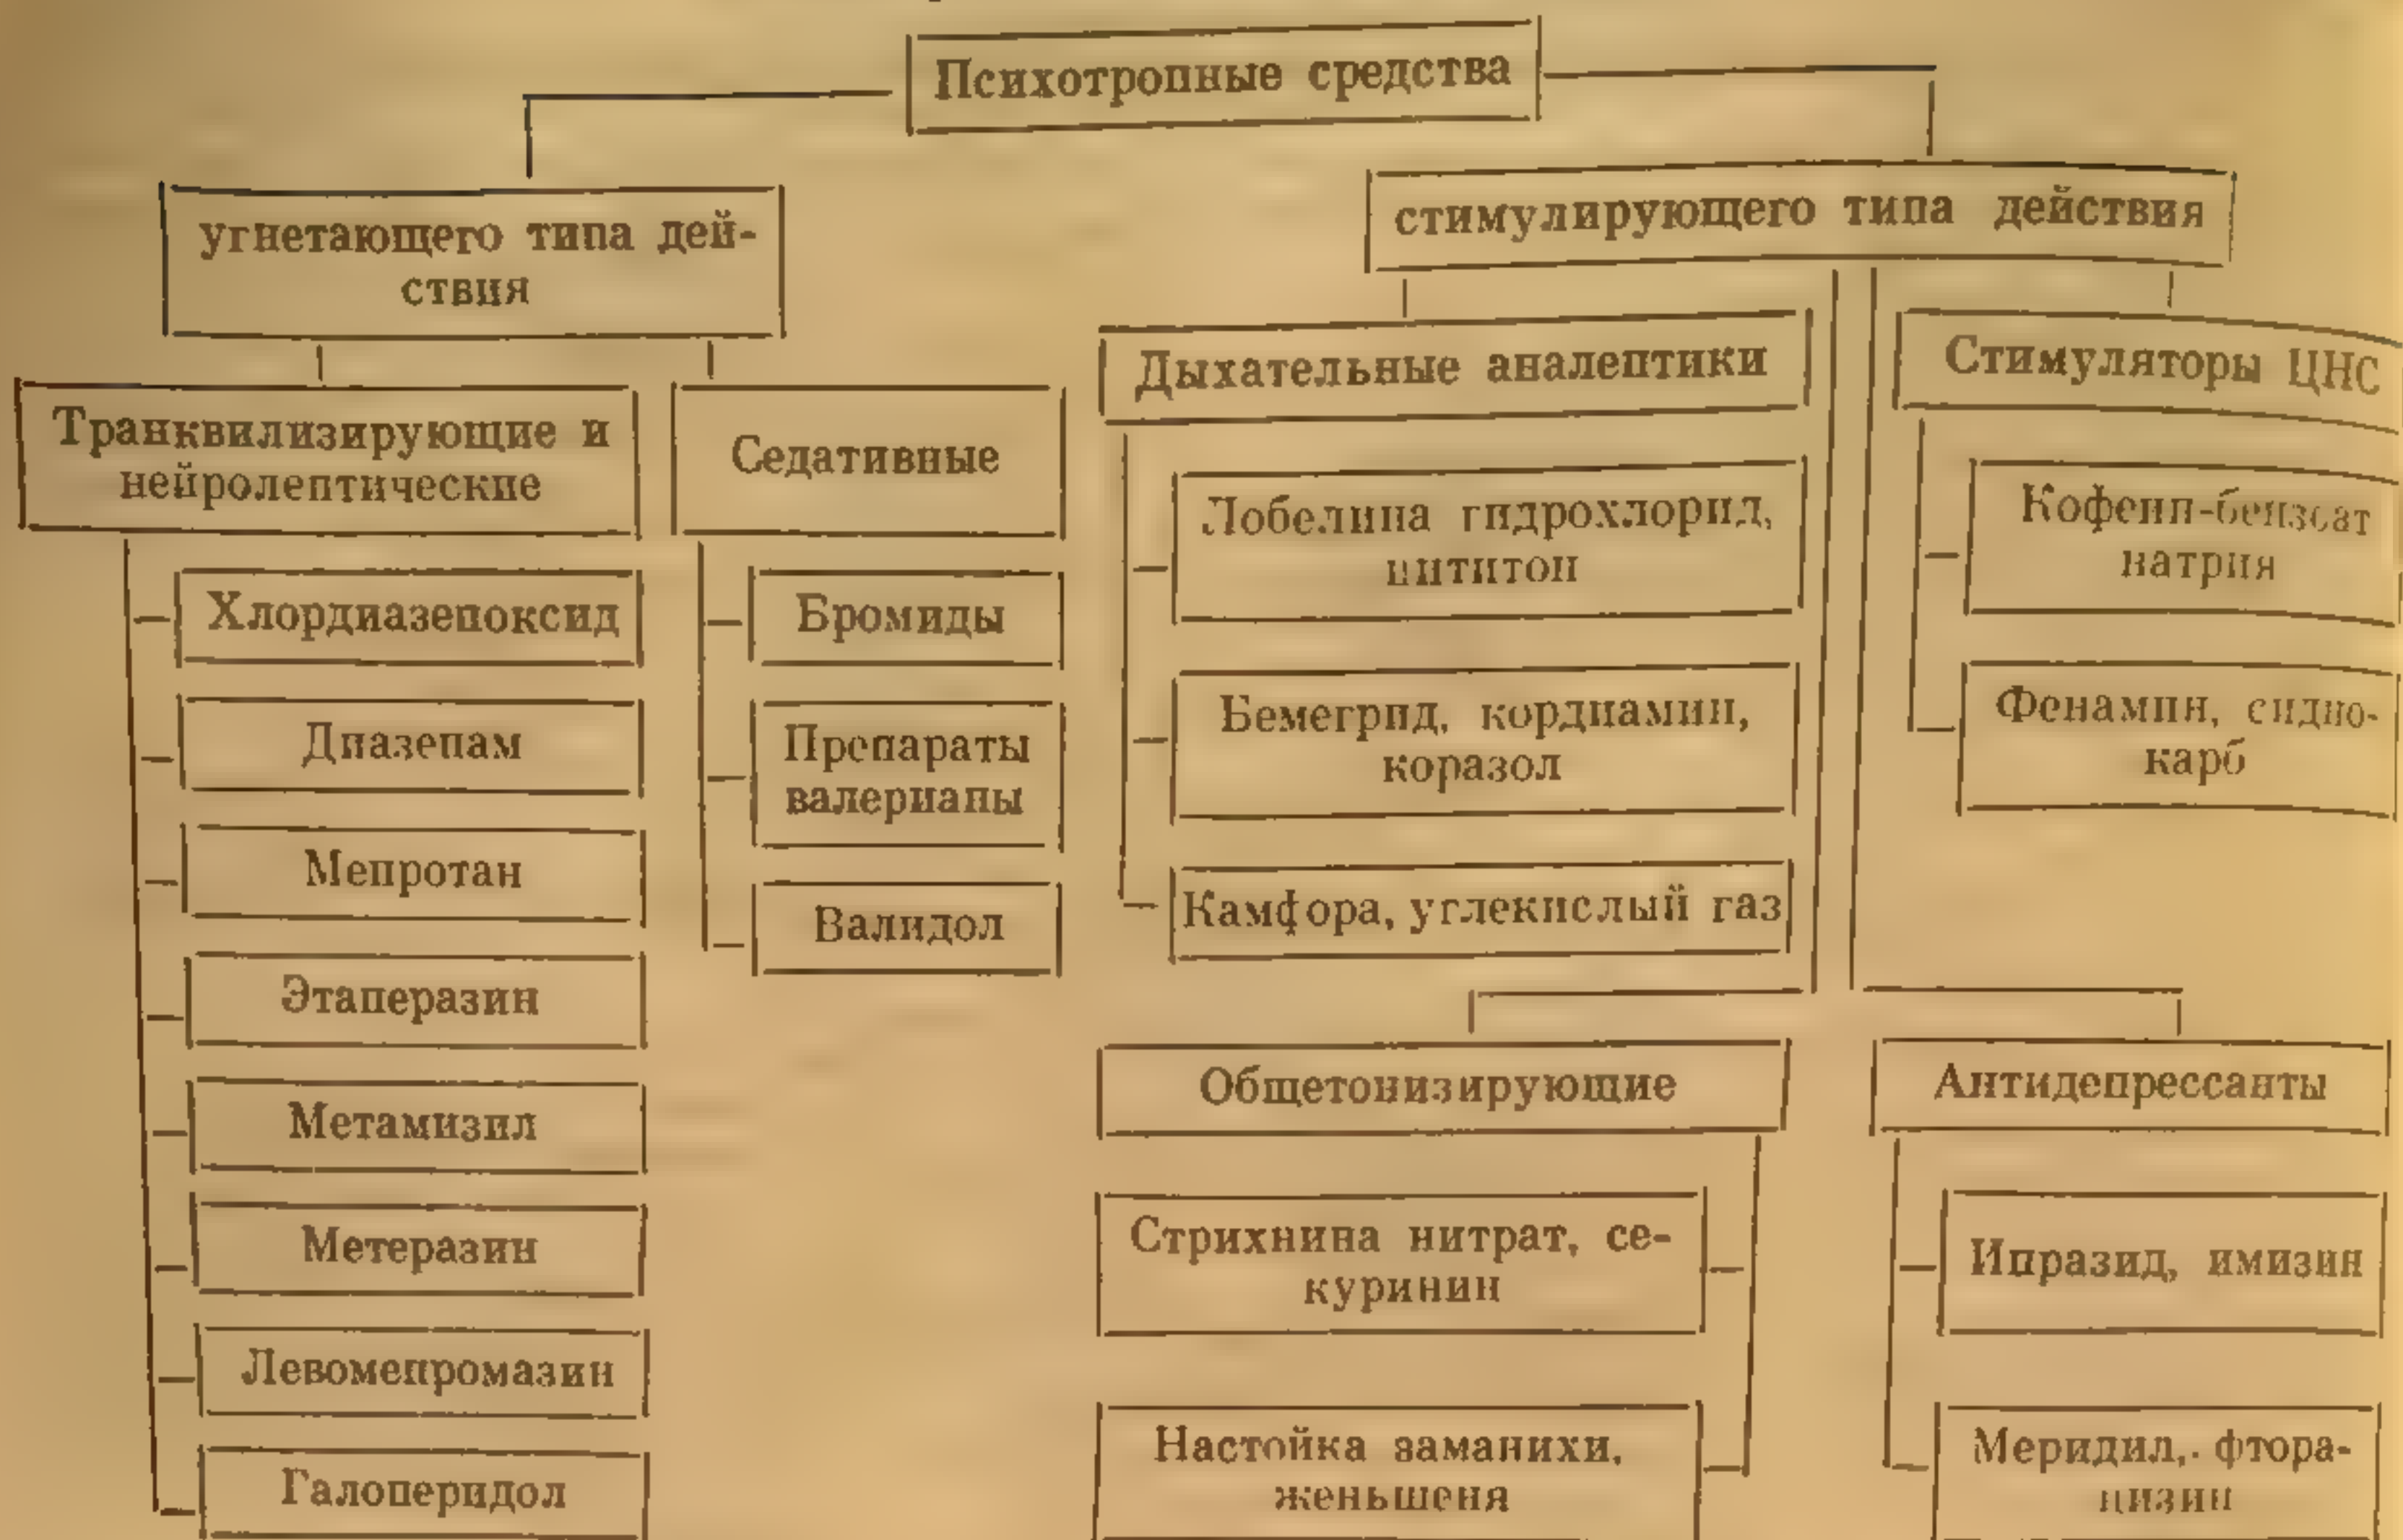 Психотропные средства
угнетающего типа дей-
ствия
Транквилизирующие и
нейролептические
Хлордиазепоксид
Диазепам
Мепротан
Этаперазин
Метамизил
Метеразин
Левомепромазин
Галоперидол
Седативные
Бромиды
Препараты
валерианы
Валидол
стимулирующего типа действия
Дыхательные аналептики
Лобелина гидрохлорид,
цититон
Бемегрид, кордиамин,
коразол
Камфора, углекислый газ
Стимуляторы ЦНС
Кофеин-бензоат
натрия
Фенамин, сидно-
карб
Общетонизирующие
Стрихнина нитрат, се-
куринин
Настойка заманихи,
женьшеня
Антидепрессанты
Ипразид, имизин
Меридил, фтора-
цизин